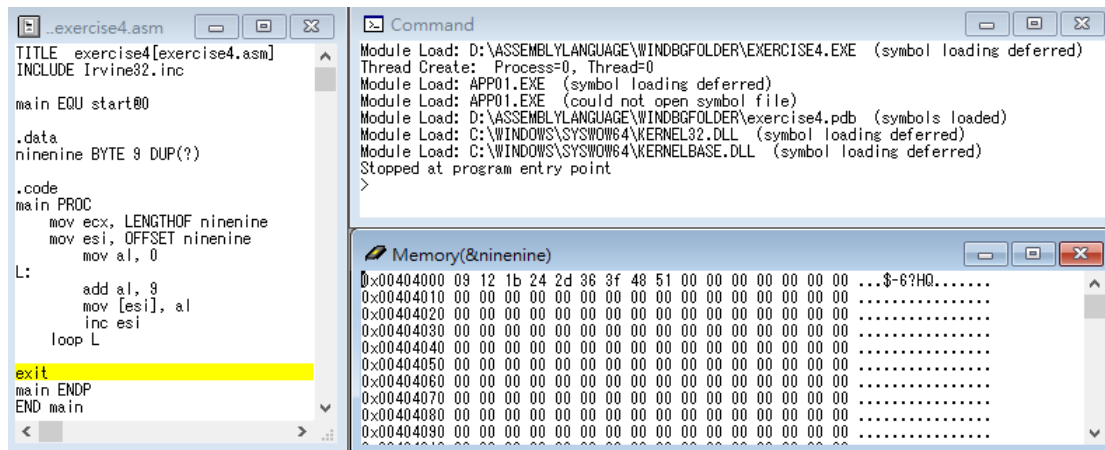 ..exercise4.asm
TITLE exercise4[exercise4.asm]
INCLUDE Irvine32.inc
main EQU start@0
.data
ninenine BYTE 9 DUP(?)
.code
main PROC
mov ecx, LENGTHOF ninenine
mov esi, OFFSET ninenine
mov al, 0
L:
add al, 9
mov [esi], al
inc esi
loop L
exit
main ENDP
END main
Command
Module Load: D:\ASSEMBLYLANGUAGE\WINDBGFOLDER\EXERCISE4.EXE (symbol loading deferred)
Thread Create: Process=0, Thread=0
Module Load: APP01.EXE (symbol loading deferred)
Module Load: APP01.EXE (could not open symbol file)
Module Load: D:\ASSEMBLYLANGUAGE\WINDBGFOLDER\exercise4.pdb (symbols loaded)
Module Load: C:\WINDOWS\SYSWOW64\KERNEL32.DLL (symbol loading deferred)
Module Load: C:\WINDOWS\SYSWOW64\KERNELBASE.DLL (symbol loading deferred)
Stopped at program entry point
>
Memory(&ninenine)
0x00404000 09 12 1b 24 2d 36 3f 48 51 00 00 00 00 00 00 00 ...$-6?HQ.......
0x00404010 00 00 00 00 00 00 00 00 00 00 00 00 00 00 00 00 ................
0x00404020 00 00 00 00 00 00 00 00 00 00 00 00 00 00 00 00 ................
0x00404030 00 00 00 00 00 00 00 00 00 00 00 00 00 00 00 00 ................
0x00404040 00 00 00 00 00 00 00 00 00 00 00 00 00 00 00 00 ................
0x00404050 00 00 00 00 00 00 00 00 00 00 00 00 00 00 00 00 ................
0x00404060 00 00 00 00 00 00 00 00 00 00 00 00 00 00 00 00 ................
0x00404070 00 00 00 00 00 00 00 00 00 00 00 00 00 00 00 00 ................
0x00404080 00 00 00 00 00 00 00 00 00 00 00 00 00 00 00 00 ................
0x00404090 00 00 00 00 00 00 00 00 00 00 00 00 00 00 00 00 ................